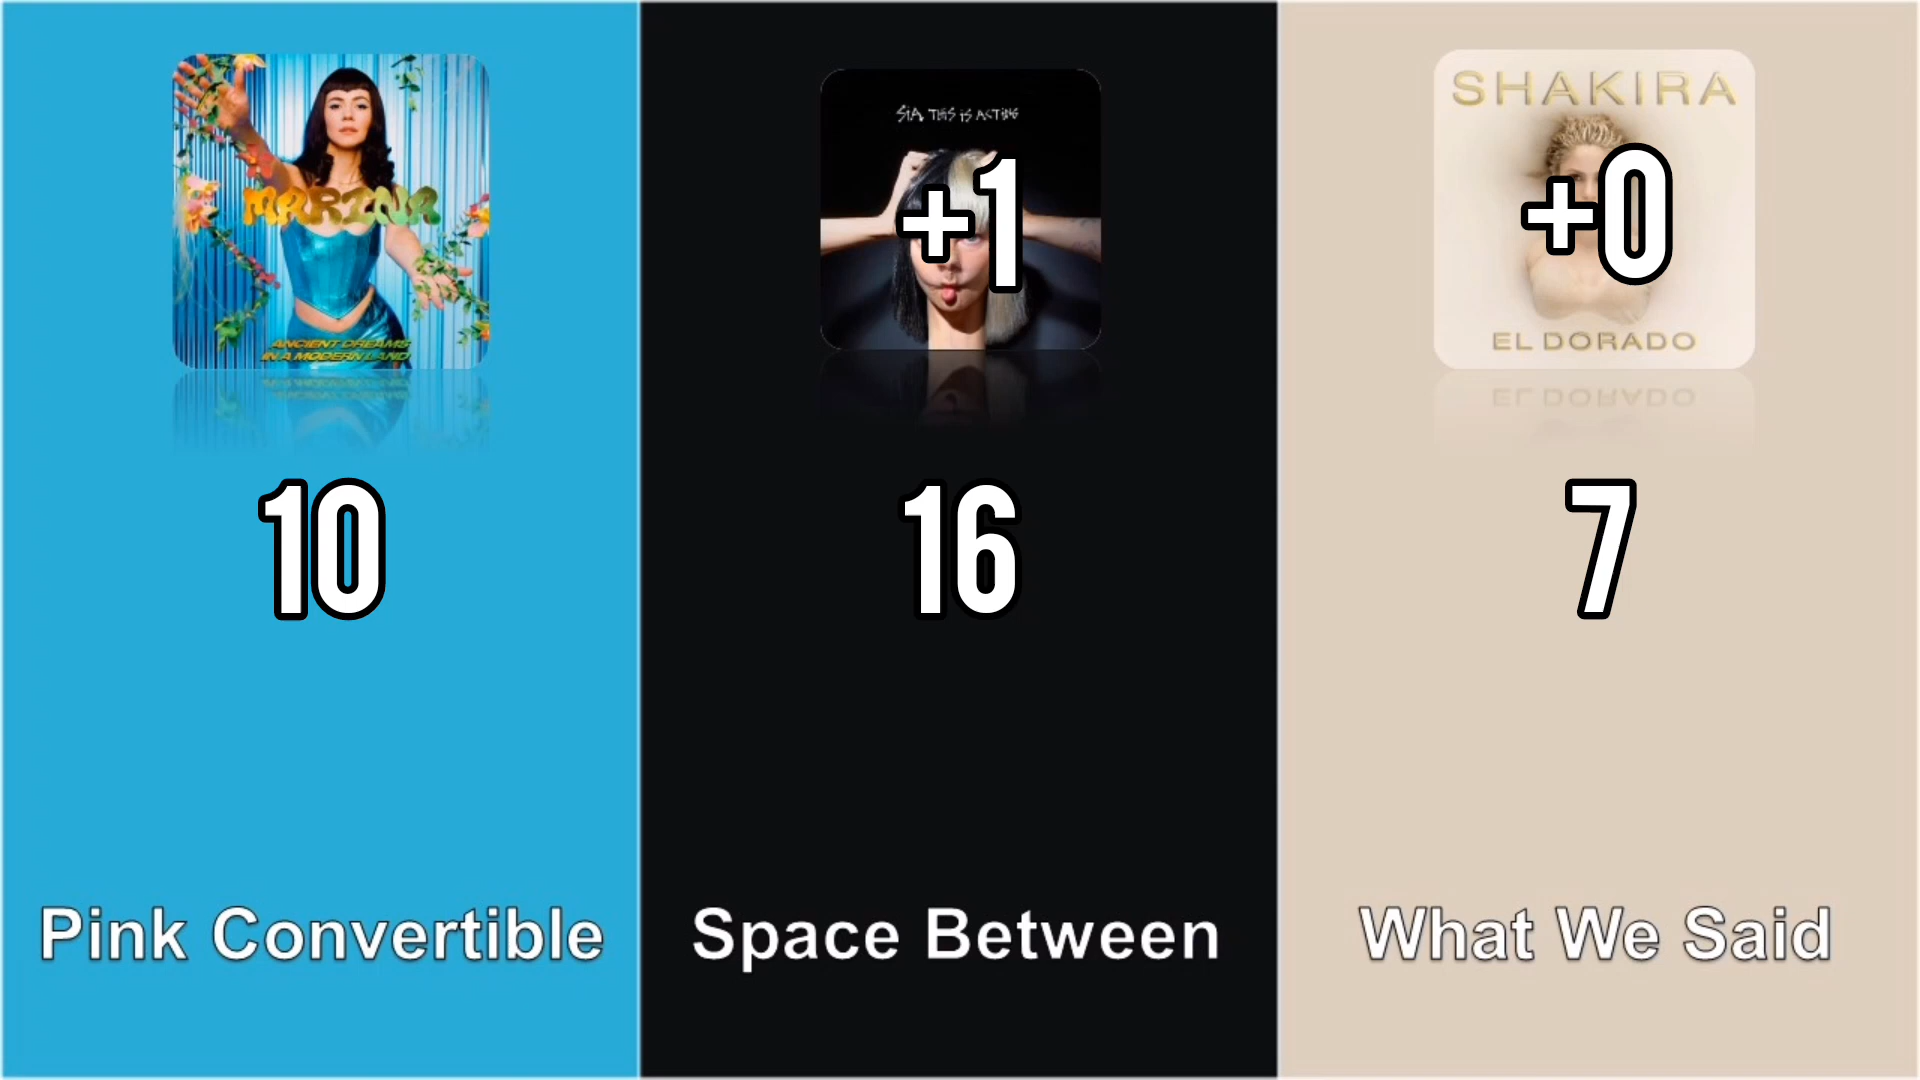 MARINA
ANCIENT DREAMS
IN A MODERN LAND
10
Pink Convertible
SIA THIS IS ACTING
+1
16
Space Between
SHAKIRA
+0
EL DORADO
7
What We Said